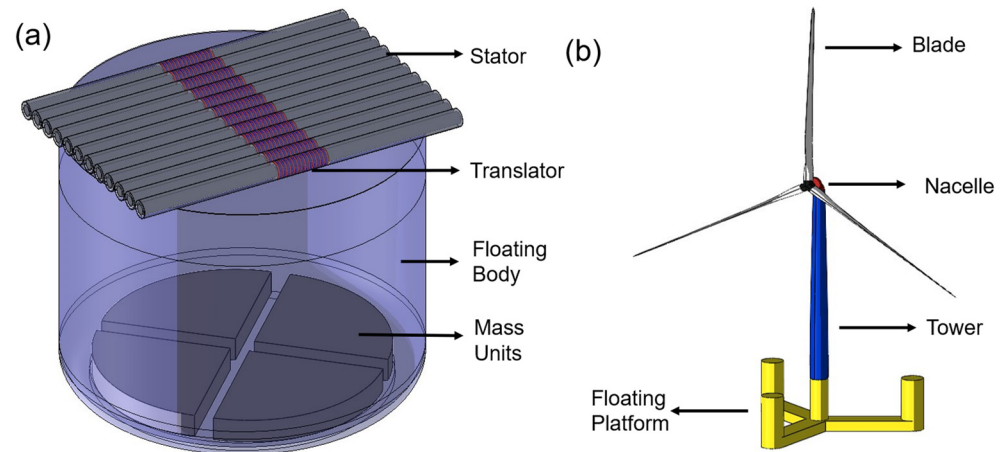 (a)
Stator
Translator
Floating
Body
Mass
Units
(b)
Blade
Nacelle
Tower
Floating
Platform